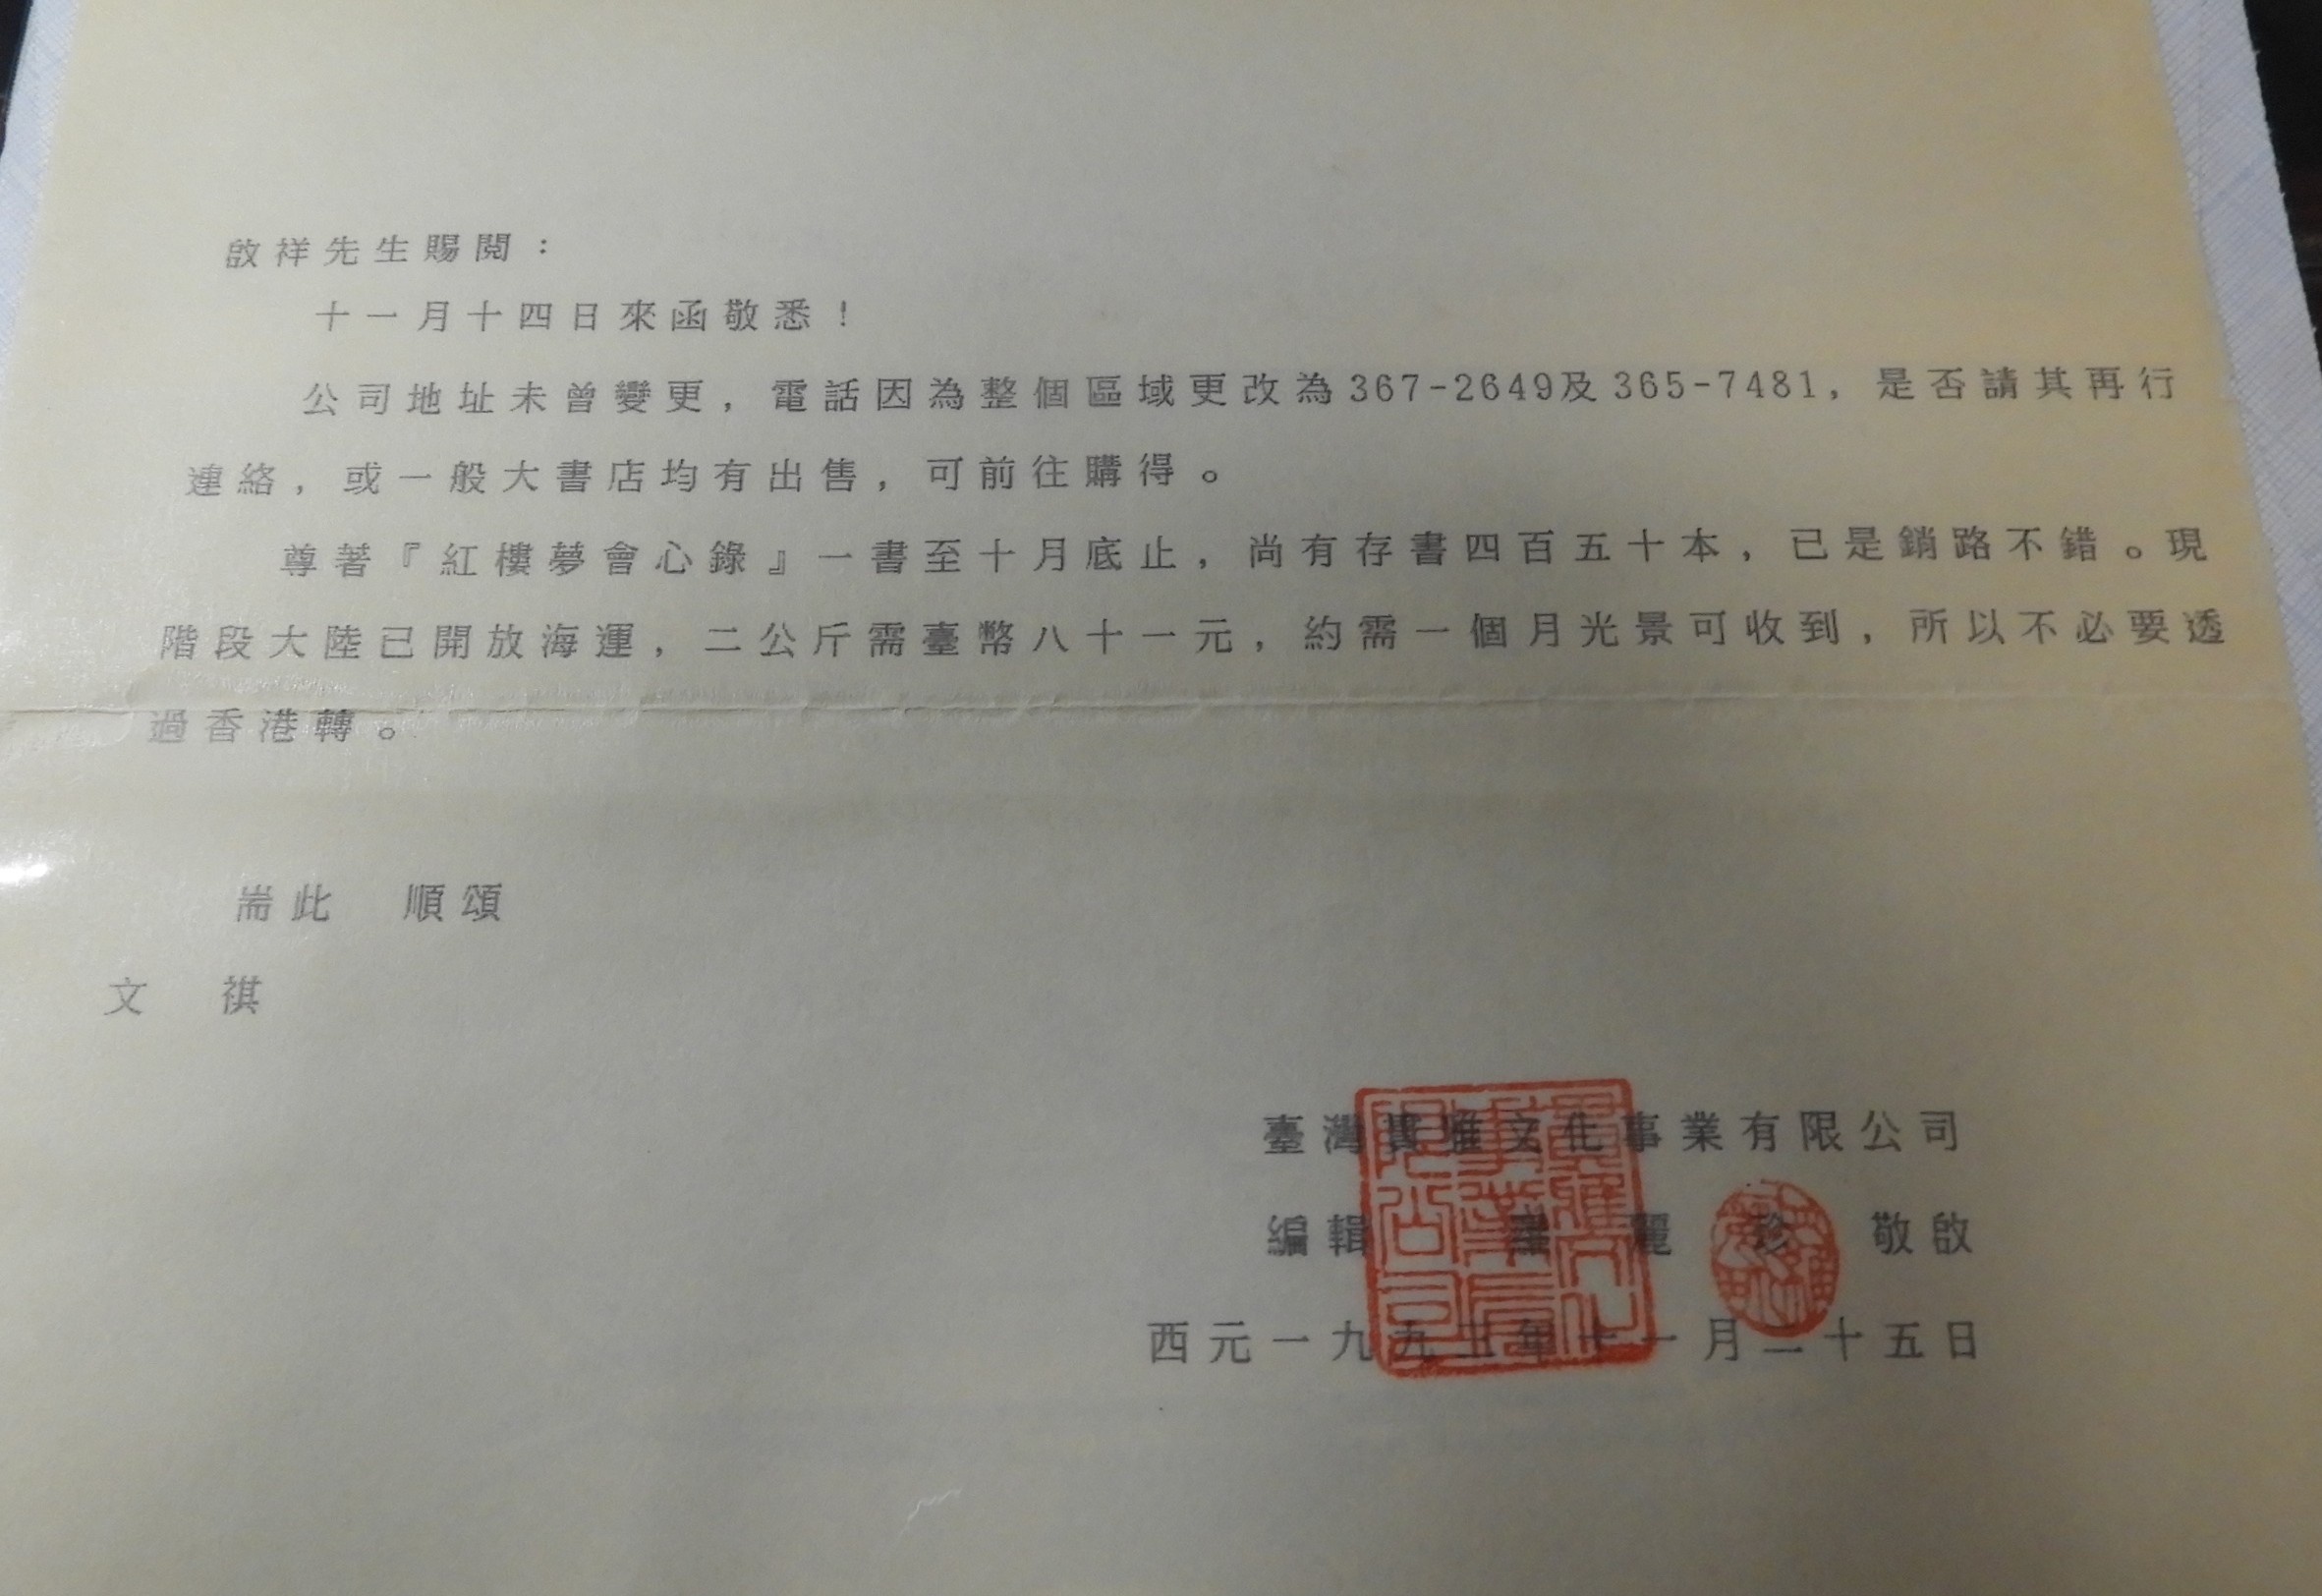 啟祥先生賜閱：
十一月十四日來函敬悉！
公司地址未曾變更，電話因為整個區域更改為367-2649及365-7481，是否請其再行
連絡，或一般大書店均有出售，可前往購得。
尊著『紅樓夢會心錄』一書至十月底止，尚有存書四百五十本，已是銷路不錯。現
階段大陸已開放海運，二公斤需臺幣八十一元，約需一個月光景可收到，所以不必要透
過香港轉。
耑此　順頌
文　祺
臺灣貫雅文化事業有限公司
編輯　　羅麗珍　敬啟
西元一九九三年十一月二十五日